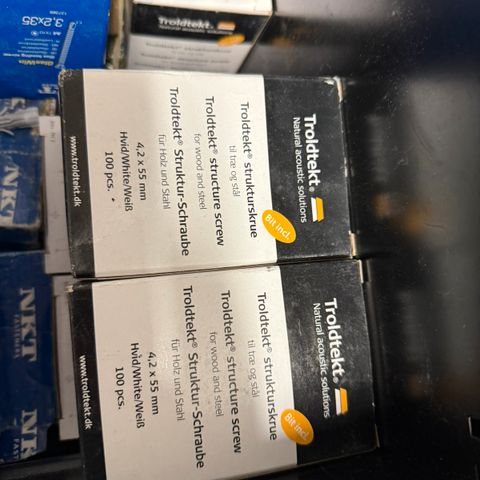 Troldtekt®
Natural acoustic solutions
Bit incl.
Troldtekt® strukturskrue
til træ og stål
Troldtekt® structure screw
for wood and steel
Troldtekt® Struktur-Schraube
für Holz und Stahl
4,2 x 55 mm
Hvid/White/Weiß
100 pcs.
www.troldtekt.dk
Troldtekt®
Natural acoustic solutions
Bit incl.
Troldtekt® strukturskrue
til træ og stål
Troldtekt® structure screw
for wood and steel
Troldtekt® Struktur-Schraube
für Holz und Stahl
4,2 x 55 mm
Hvid/White/Weiß
100 pcs.
www.troldtekt.dk
Troldtekt®
3,2x35
NKT
NKT
FASTENERS
NKT